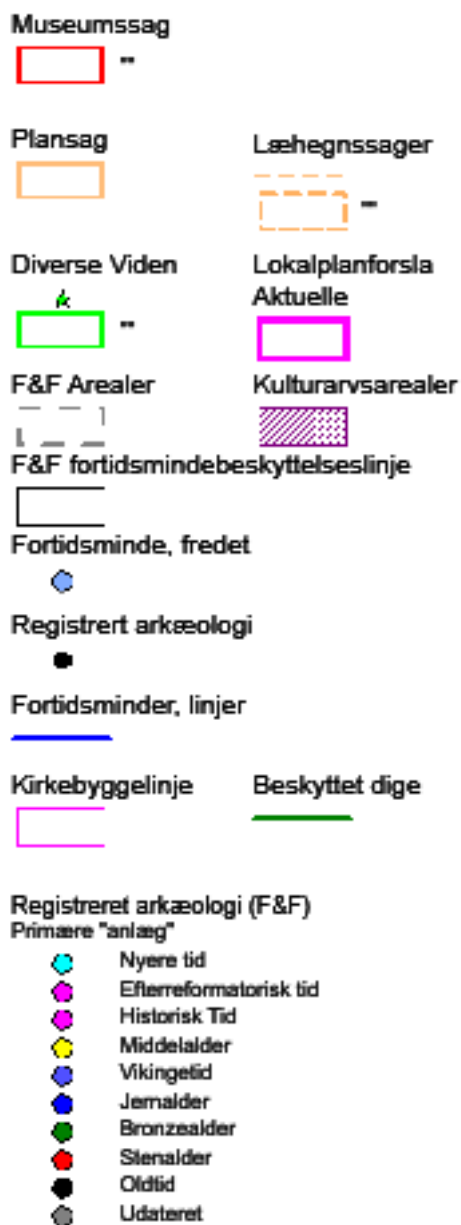 Museumssag
""
Plansag
Læhegnssager
""
Diverse Viden
Lokalplanforsla
Aktuelle
""
F&F Arealer
Kulturarvsarealer
F&F fortidsmindebeskyttelseslinje
Fortidsminde, fredet
Registrert arkæologi
Fortidsminder, linjer
Kirkebyggelinje
Beskyttet dige
Registreret arkæologi (F&F)
Primære "anlæg"
Nyere tid
Efterreformatorisk tid
Historisk Tid
Middelalder
Vikingetid
Jernalder
Bronzealder
Stenalder
Oldtid
Udateret